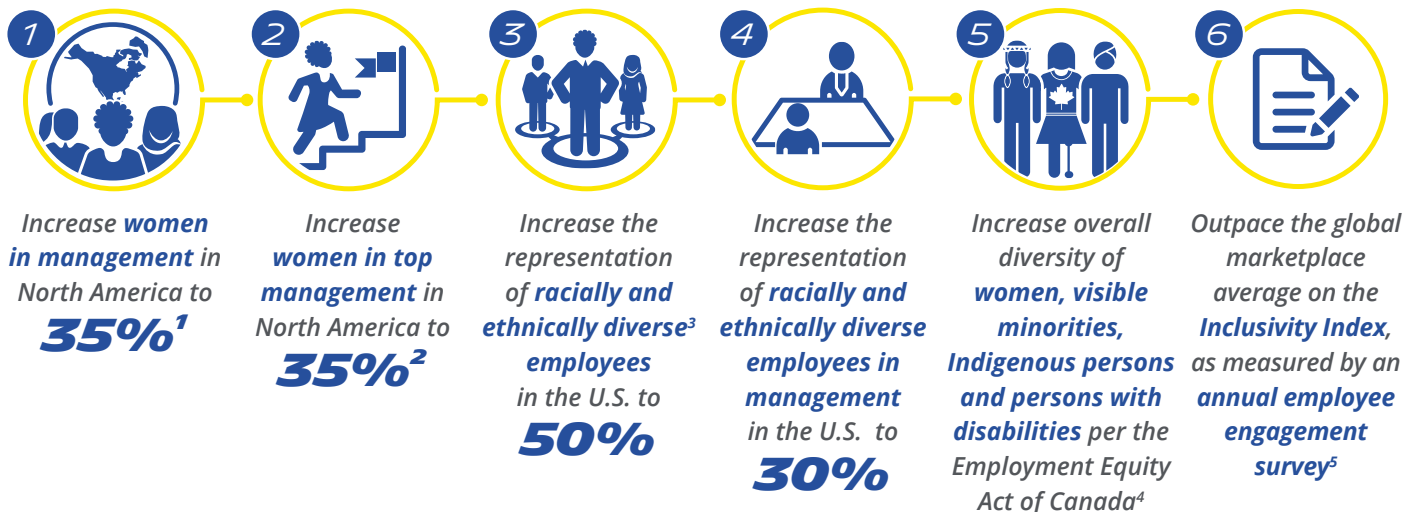 1
Increase women
in management in
North America to
35%¹
2
Increase
women in top
management in
North America to
35%²
3
Increase the
representation
of racially and
ethnically diverse³
employees
in the U.S. to
50%
4
Increase the
representation
of racially and
ethnically diverse
employees in
management
in the U.S. to
30%
5
Increase overall
diversity of
women, visible
minorities,
Indigenous persons
and persons with
disabilities per the
Employment Equity
Act of Canada⁴
6
Outpace the global
marketplace
average on the
Inclusivity Index,
as measured by an
annual employee
engagement
survey⁵